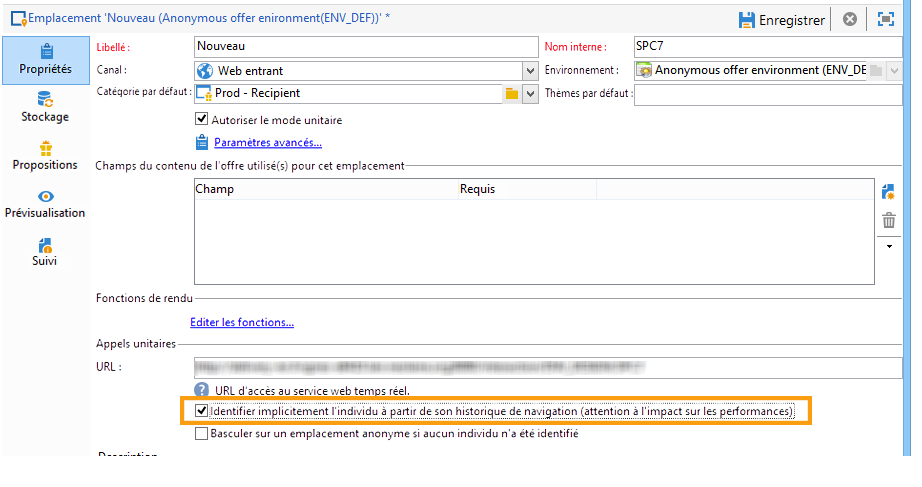 Emplacement 'Nouveau (Anonymous offer enironment(ENV_DEF))' *
Enregistrer
Propriétés
Stockage
Propositions
Prévisualisation
Suivi
Libellé : Nouveau Nom interne : SPC7
Canal : Web entrant Environnement : Anonymous offer environment (ENV_DE
Catégorie par défaut : Prod - Recipient Thèmes par défaut :
Autoriser le mode unitaire
Paramètres avancés...
Champs du contenu de l'offre utilisé(s) pour cet emplacement
Champ Requis
Fonctions de rendu
Editer les fonctions...
Appels unitaires
URL :
URL d'accès au service web temps réel.
Identifier implicitement l'individu à partir de son historique de navigation (attention à l'impact sur les performances)
Basculer sur un emplacement anonyme si aucun individu n'a été identifié
Description